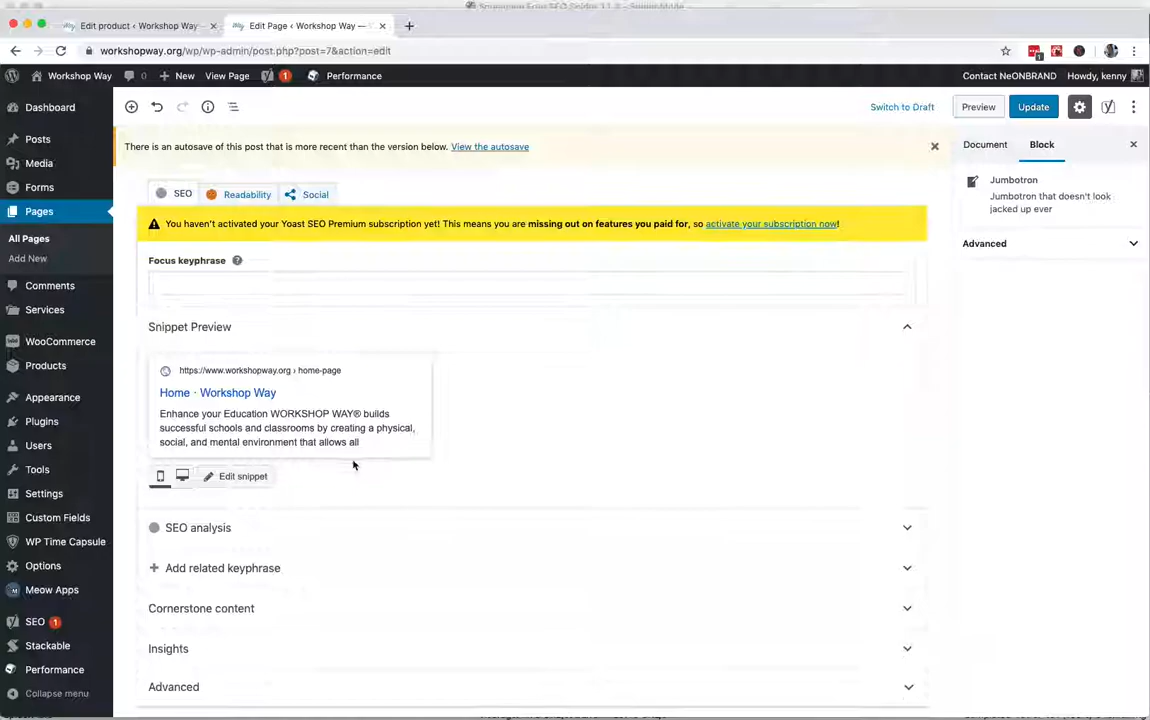 Edit product ‹ Workshop Way
Edit Page ‹ Workshop Way —
workshopway.org/wp/wp-admin/post.php?post=7&action=edit
1
Workshop Way
0
New
View Page
1
Performance
Contact NeONBRAND
Howdy, kenny
Dashboard
Posts
Media
Forms
Pages
All Pages
Add New
Comments
Services
WooCommerce
Products
Appearance
Plugins
Users
Tools
Settings
Custom Fields
WP Time Capsule
Options
Meow Apps
SEO 1
Stackable
Performance
Collapse menu
Switch to Draft
Preview
Update
There is an autosave of this post that is more recent than the version below. View the autosave
SEO
Readability
Social
You haven't activated your Yoast SEO Premium subscription yet! This means you are missing out on features you paid for, so activate your subscription now!
Focus keyphrase
Snippet Preview
https://www.workshopway.org › home-page
Home · Workshop Way
Enhance your Education WORKSHOP WAY® builds
successful schools and classrooms by creating a physical,
social, and mental environment that allows all
Edit snippet
SEO analysis
Add related keyphrase
Cornerstone content
Insights
Advanced
Document
Block
Jumbotron
Jumbotron that doesn't look
jacked up ever
Advanced